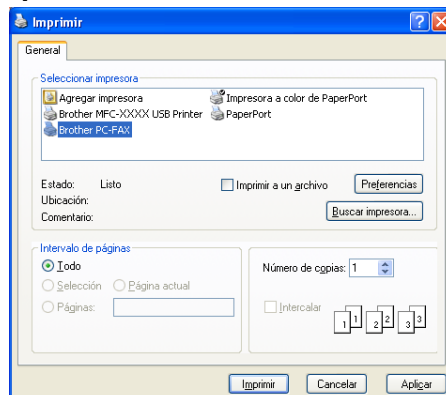 Imprimir
General
Seleccionar impresora
Agregar impresora
Impresora a color de PaperPort
Brother MFC-XXXX USB Printer
PaperPort
Brother PC-FAX
Estado: Listo
Ubicación:
Comentario:
Imprimir a un archivo
Preferencias
Buscar impresora...
Intervalo de páginas
Todo
Selección
Página actual
Páginas:
Número de copias: 1
Intercalar
1 1 2 2 3 3
Imprimir
Cancelar
Aplicar